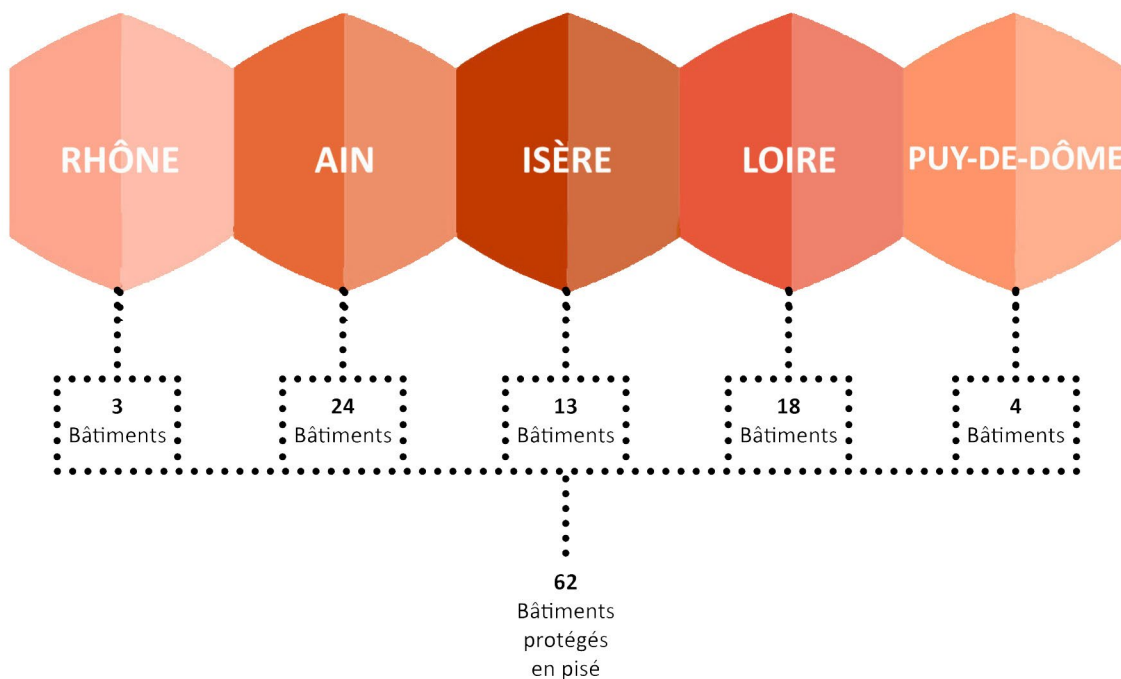 RHÔNE
AIN
ISÈRE
LOIRE
PUY-DE-DÔME
3
Bâtiments
24
Bâtiments
13
Bâtiments
18
Bâtiments
4
Bâtiments
62
Bâtiments
protégés
en pisé